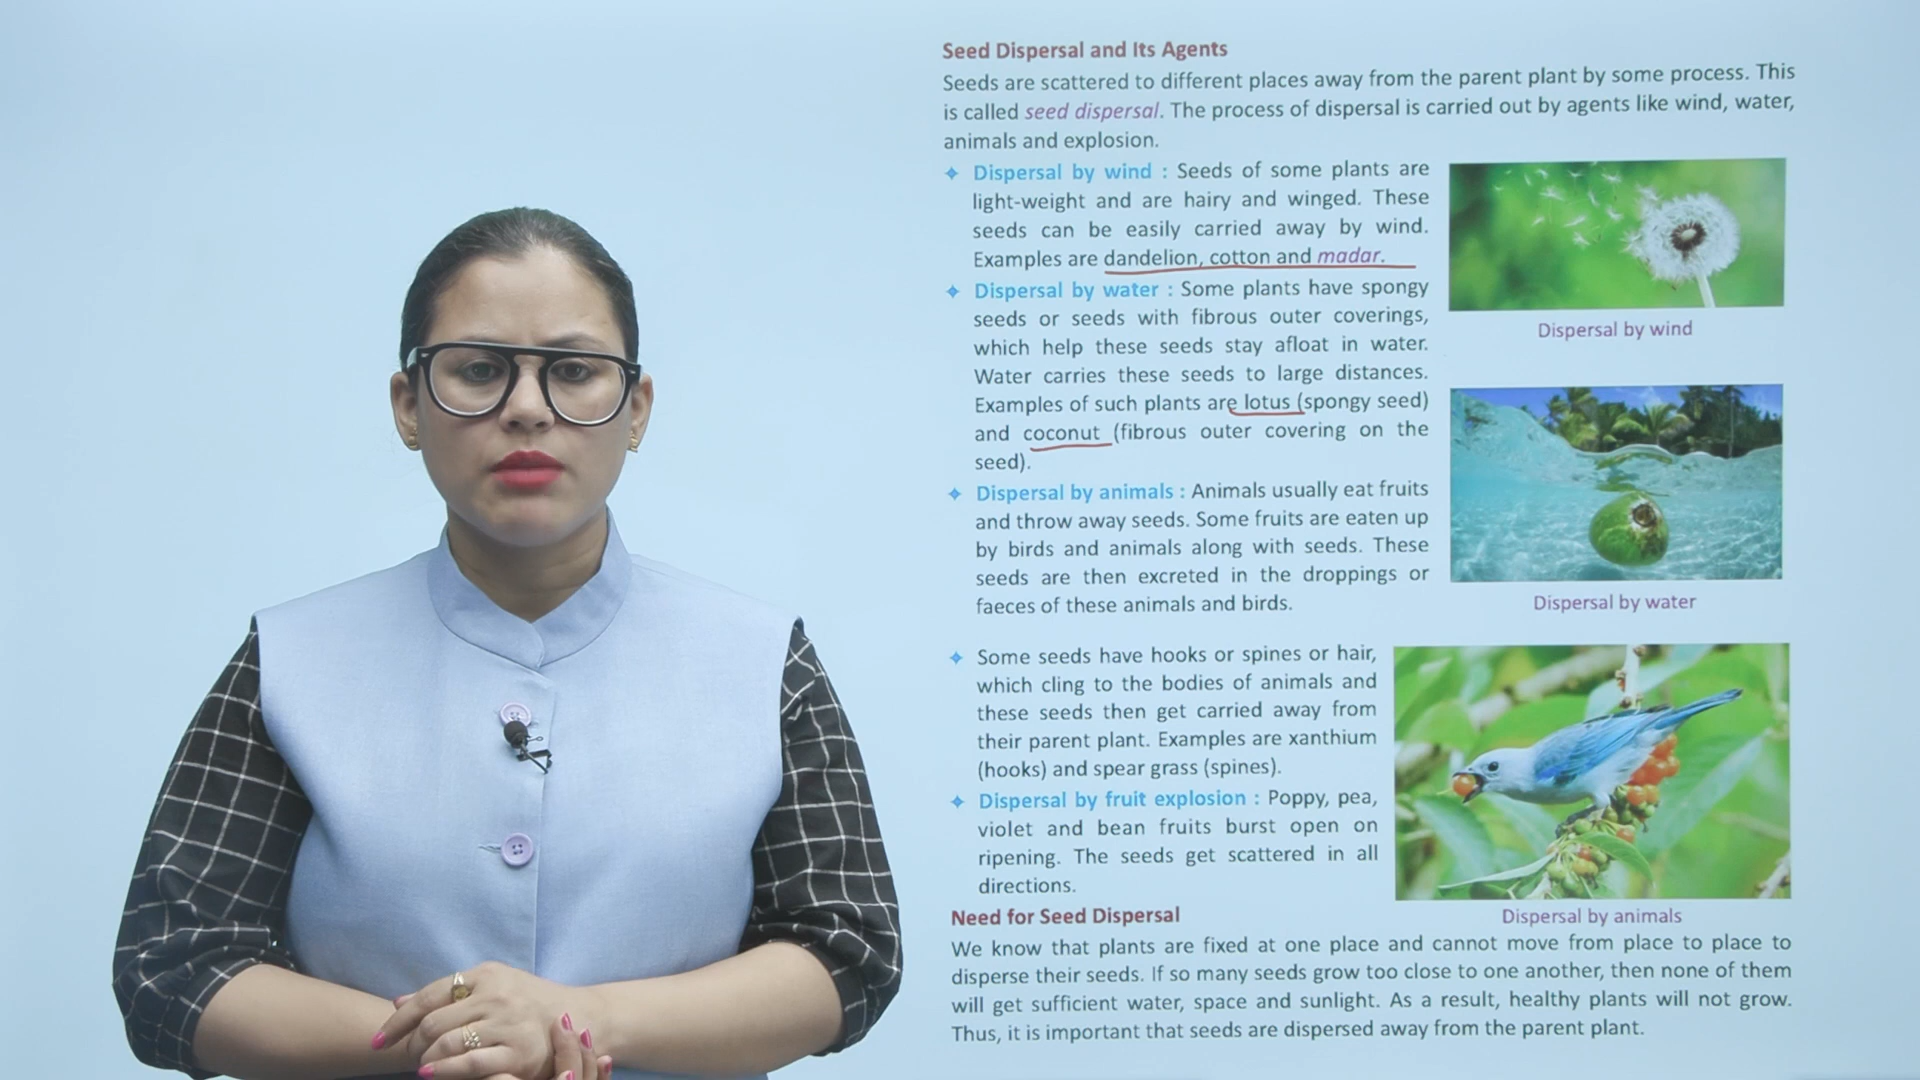 Seed Dispersal and Its Agents
Seeds are scattered to different places away from the parent plant by some process. This
is called seed dispersal. The process of dispersal is carried out by agents like wind, water,
animals and explosion.
✦ Dispersal by wind : Seeds of some plants are
light-weight and are hairy and winged. These
seeds can be easily carried away by wind.
Examples are dandelion, cotton and madar.
Dispersal by wind
✦ Dispersal by water : Some plants have spongy
seeds or seeds with fibrous outer coverings,
which help these seeds stay afloat in water.
Water carries these seeds to large distances.
Examples of such plants are lotus (spongy seed)
and coconut (fibrous outer covering on the
seed).
Dispersal by water
✦ Dispersal by animals : Animals usually eat fruits
and throw away seeds. Some fruits are eaten up
by birds and animals along with seeds. These
seeds are then excreted in the droppings or
faeces of these animals and birds.
✦ Some seeds have hooks or spines or hair,
which cling to the bodies of animals and
these seeds then get carried away from
their parent plant. Examples are xanthium
(hooks) and spear grass (spines).
✦ Dispersal by fruit explosion : Poppy, pea,
violet and bean fruits burst open on
ripening. The seeds get scattered in all
directions.
Dispersal by animals
Need for Seed Dispersal
We know that plants are fixed at one place and cannot move from place to place to
disperse their seeds. If so many seeds grow too close to one another, then none of them
will get sufficient water, space and sunlight. As a result, healthy plants will not grow.
Thus, it is important that seeds are dispersed away from the parent plant.